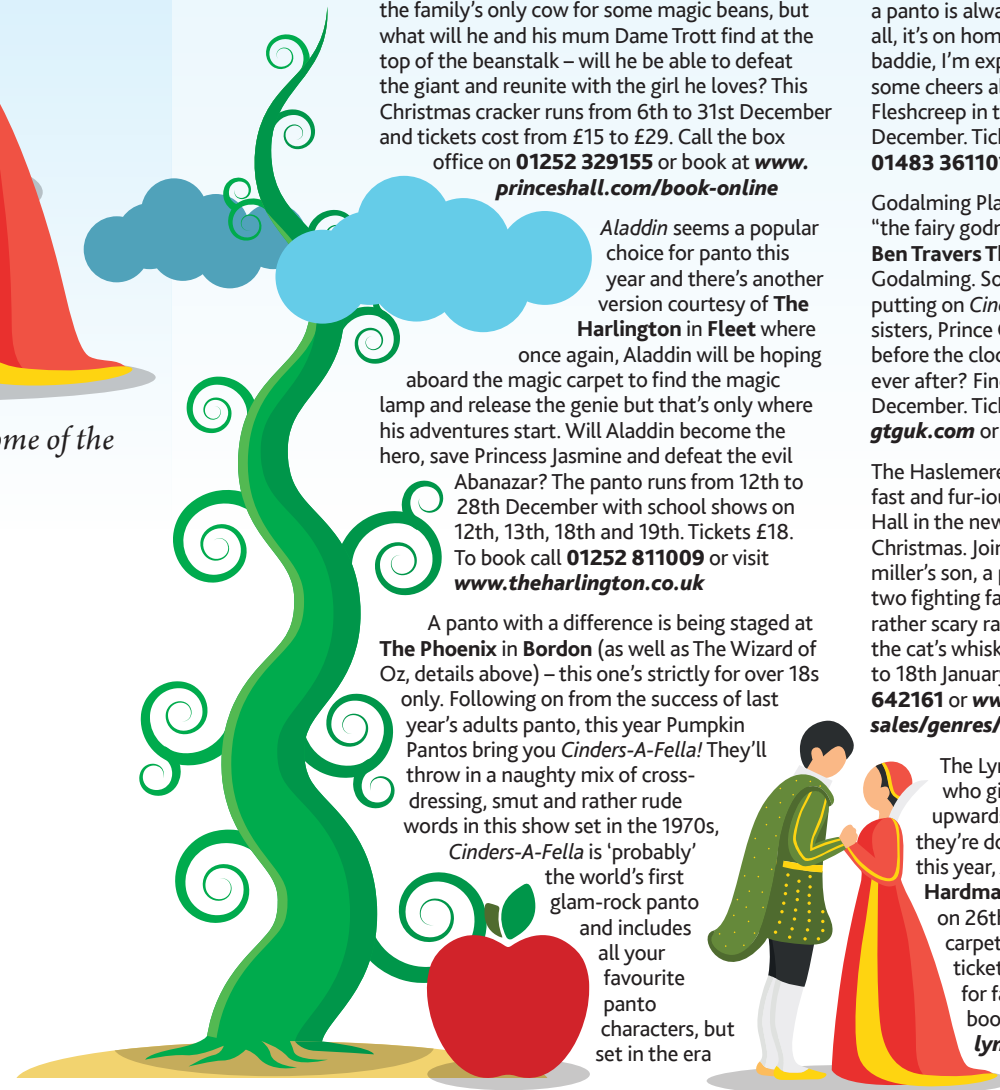 ome of the
the family's only cow for some magic beans, but
what will he and his mum Dame Trott find at the
top of the beanstalk – will he be able to defeat
the giant and reunite with the girl he loves? This
Christmas cracker runs from 6th to 31st December
and tickets cost from £15 to £29. Call the box
office on 01252 329155 or book at www.
princeshall.com/book-online
Aladdin seems a popular
choice for panto this
year and there's another
version courtesy of The
Harlington in Fleet where
once again, Aladdin will be hoping
aboard the magic carpet to find the magic
lamp and release the genie but that's only where
his adventures start. Will Aladdin become the
hero, save Princess Jasmine and defeat the evil
Abanazar? The panto runs from 12th to
28th December with school shows on
12th, 13th, 18th and 19th. Tickets £18.
To book call 01252 811009 or visit
www.theharlington.co.uk
A panto with a difference is being staged at
The Phoenix in Bordon (as well as The Wizard of
Oz, details above) – this one's strictly for over 18s
only. Following on from the success of last
year's adults panto, this year Pumpkin
Pantos bring you Cinders-A-Fella! They'll
throw in a naughty mix of cross-
dressing, smut and rather rude
words in this show set in the 1970s,
Cinders-A-Fella is 'probably'
the world's first
glam-rock panto
and includes
all your
favourite
panto
characters, but
set in the era
a panto is alwa
all, it's on hom
baddie, I'm exp
some cheers al
Fleshcreep in t
December. Tick
01483 36110
Godalming Pla
"the fairy godr
Ben Travers Th
Godalming. So
putting on Cin
sisters, Prince
before the cloc
ever after? Fin
December. Tick
gtguk.com or
The Haslemere
fast and fur-ior
Hall in the new
Christmas. Join
miller's son, a p
two fighting fa
rather scary ra
the cat's whisk
to 18th January
642161 or ww
sales/genres/
The Lyn
who gi
upwards
they're do
this year,
Hardma
on 26th
carpet
ticket
for fa
boo
lyn